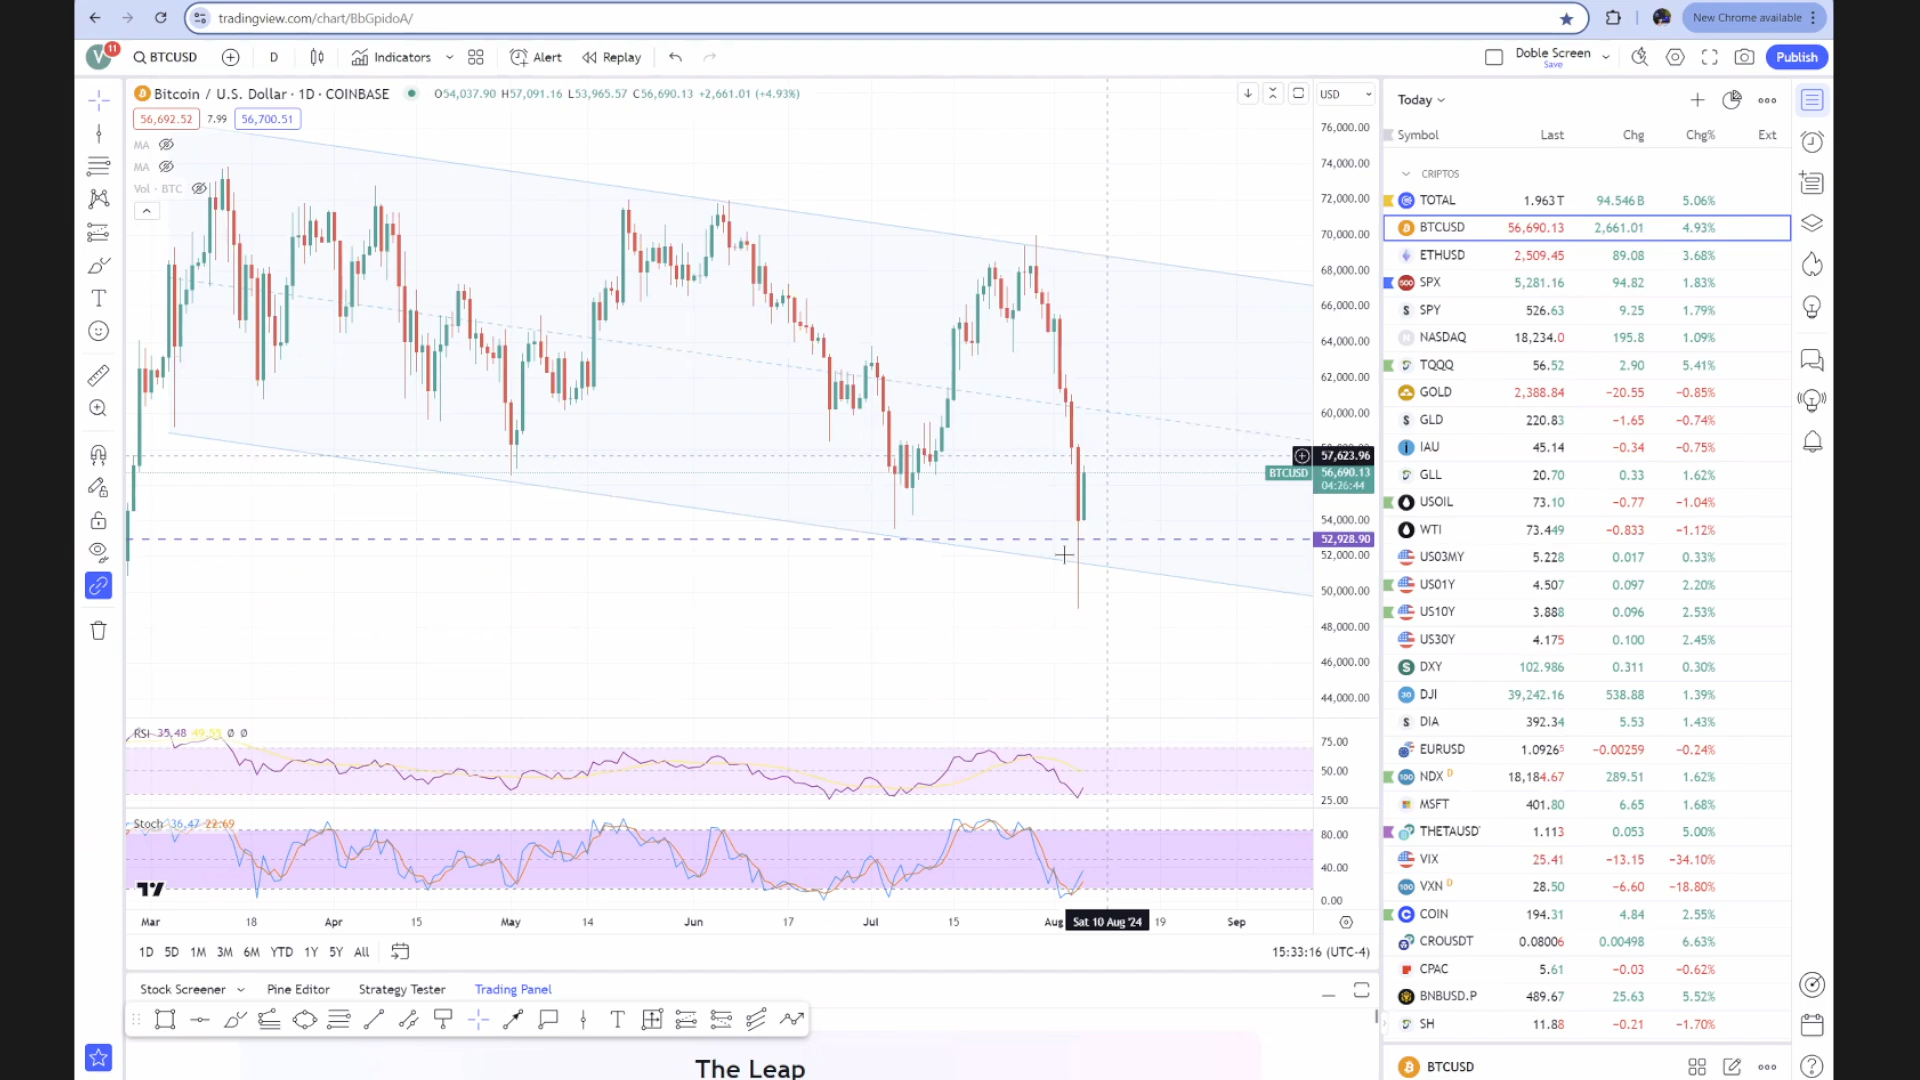 tradingview.com/chart/BbGpidoA/
New Chrome available
V 11 BTCUSD D Indicators Alert Replay Doble Screen Save Publish
Bitcoin / U.S. Dollar · 1D · COINBASE O54,037.90 H57,091.16 L53,965.57 C56,690.13 +2,661.01 (+4.93%)
USD
56,692.52 7.99 56,700.51
MA
MA
Vol · BTC
76,000.00
74,000.00
72,000.00
70,000.00
68,000.00
66,000.00
64,000.00
62,000.00
60,000.00
57,623.96
BTCUSD 56,690.13
04:26:44
54,000.00
52,928.90
52,000.00
50,000.00
48,000.00
46,000.00
44,000.00
RSI 35.48 49.55 Ø Ø
75.00
50.00
25.00
Stoch 36.47 22.69
80.00
40.00
0.00
Mar 18 Apr 15 May 14 Jun 17 Jul 15 Aug Sat 10 Aug '24 19 Sep
1D 5D 1M 3M 6M YTD 1Y 5Y All
15:33:16 (UTC-4)
Stock Screener Pine Editor Strategy Tester Trading Panel
The Leap
Today
Symbol Last Chg Chg% Ext
CRIPTOS
TOTAL 1.963T 94.546B 5.06%
BTCUSD 56,690.13 2,661.01 4.93%
ETHUSD 2,509.45 89.08 3.68%
SPX 5,281.16 94.82 1.83%
SPY 526.63 9.25 1.79%
NASDAQ 18,234.0 195.8 1.09%
TQQQ 56.52 2.90 5.41%
GOLD 2,388.84 −20.55 −0.85%
GLD 220.83 −1.65 −0.74%
IAU 45.14 −0.34 −0.75%
GLL 20.70 0.33 1.62%
USOIL 73.10 −0.77 −1.04%
WTI 73.449 −0.833 −1.12%
US03MY 5.228 0.017 0.33%
US01Y 4.507 0.097 2.20%
US10Y 3.888 0.096 2.53%
US30Y 4.175 0.100 2.45%
DXY 102.986 0.311 0.30%
DJI 39,242.16 538.88 1.39%
DIA 392.34 5.53 1.43%
EURUSD 1.09265 −0.00259 −0.24%
NDX D 18,184.67 289.51 1.62%
MSFT 401.80 6.65 1.68%
THETAUSD 1.113 0.053 5.00%
VIX 25.41 −13.15 −34.10%
VXN D 28.50 −6.60 −18.80%
COIN 194.31 4.84 2.55%
CROUSDT 0.08006 0.00498 6.63%
CPAC 5.61 −0.03 −0.62%
BNBUSD.P 489.67 25.63 5.52%
SH 11.88 −0.21 −1.70%
BTCUSD